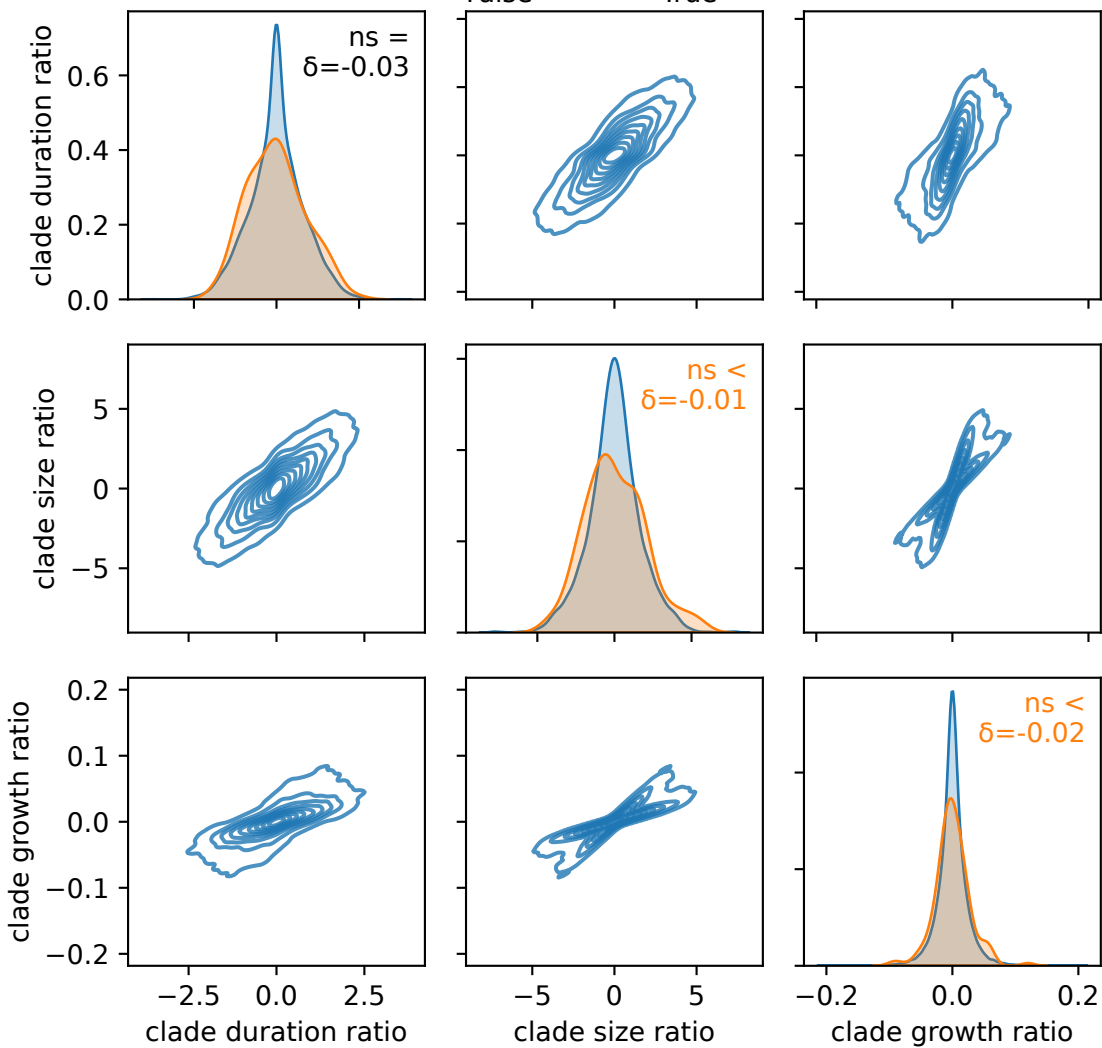 clade duration ratio
0.6
0.4
0.2
0.0
ns =
δ=-0.03
clade size ratio
5
0
−5
ns <
δ=-0.01
clade growth ratio
0.2
0.1
0.0
−0.1
−0.2
ns <
δ=-0.02
−2.5 0.0 2.5
−5 0 5
−0.2 0.0 0.2
clade duration ratio
clade size ratio
clade growth ratio